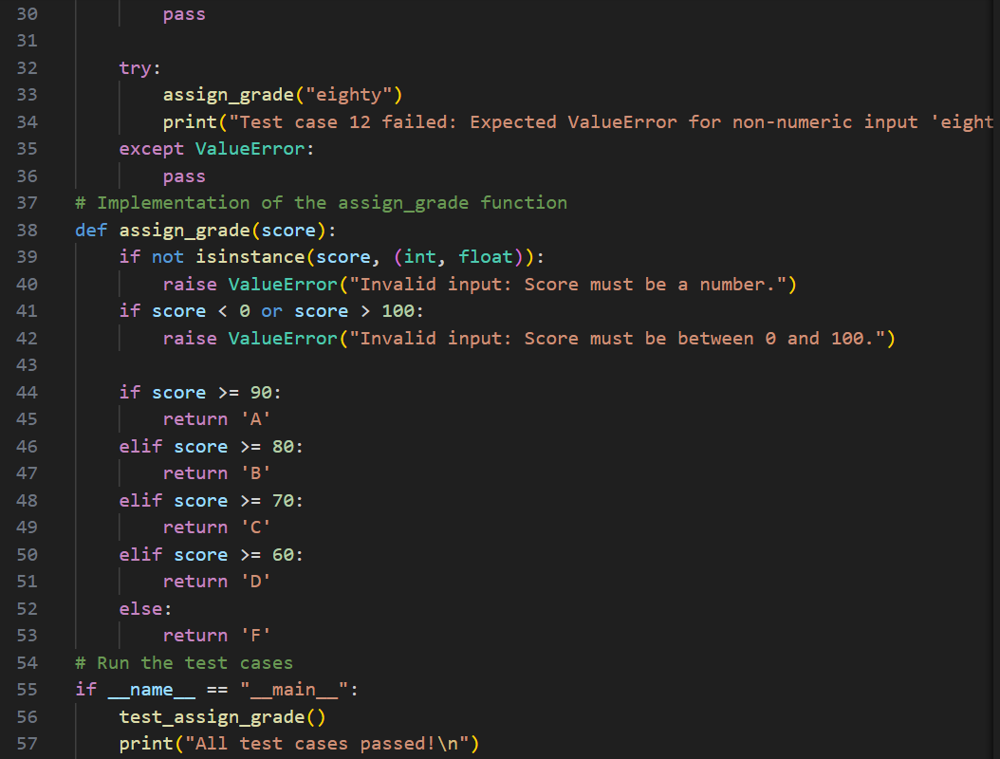 30 pass
31
32 try:
33 assign_grade("eighty")
34 print("Test case 12 failed: Expected ValueError for non-numeric input 'eight
35 except ValueError:
36 pass
37 # Implementation of the assign_grade function
38 def assign_grade(score):
39 if not isinstance(score, (int, float)):
40 raise ValueError("Invalid input: Score must be a number.")
41 if score < 0 or score > 100:
42 raise ValueError("Invalid input: Score must be between 0 and 100.")
43
44 if score >= 90:
45 return 'A'
46 elif score >= 80:
47 return 'B'
48 elif score >= 70:
49 return 'C'
50 elif score >= 60:
51 return 'D'
52 else:
53 return 'F'
54 # Run the test cases
55 if __name__ == "__main__":
56 test_assign_grade()
57 print("All test cases passed!\n")